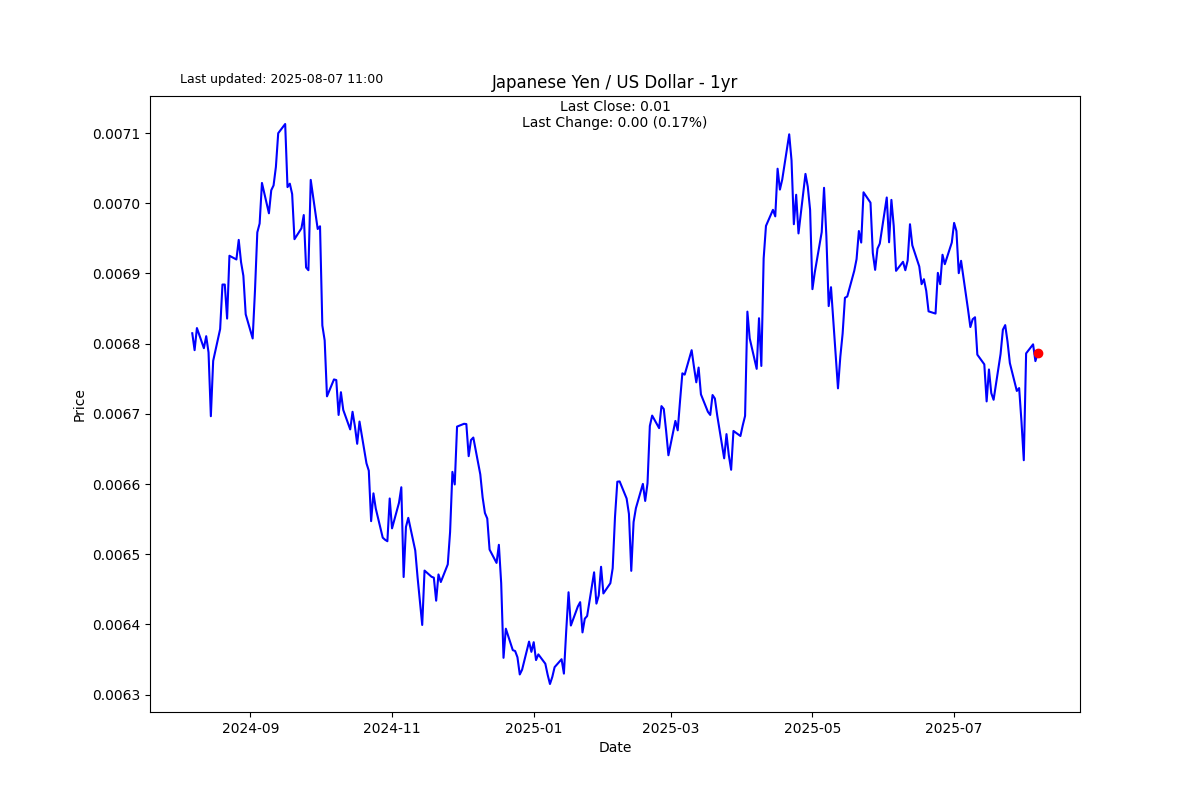 Last updated: 2025-08-07 11:00
Japanese Yen / US Dollar - 1yr
Last Close: 0.01
Last Change: 0.00 (0.17%)
Price
0.0071
0.0070
0.0069
0.0068
0.0067
0.0066
0.0065
0.0064
0.0063
2024-09 2024-11 2025-01 2025-03 2025-05 2025-07
Date